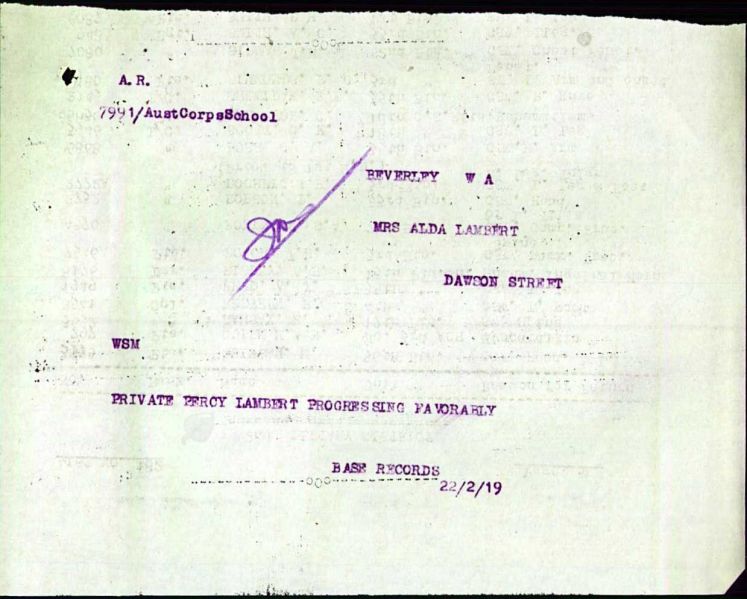 A.R.
7991/AustCorpsSchool
BEVERLEY W A
MRS ALDA LAMBERT
DAWSON STREET
WSM
PRIVATE PERCY LAMBERT PROGRESSING FAVORABLY
BASE RECORDS
22/2/19